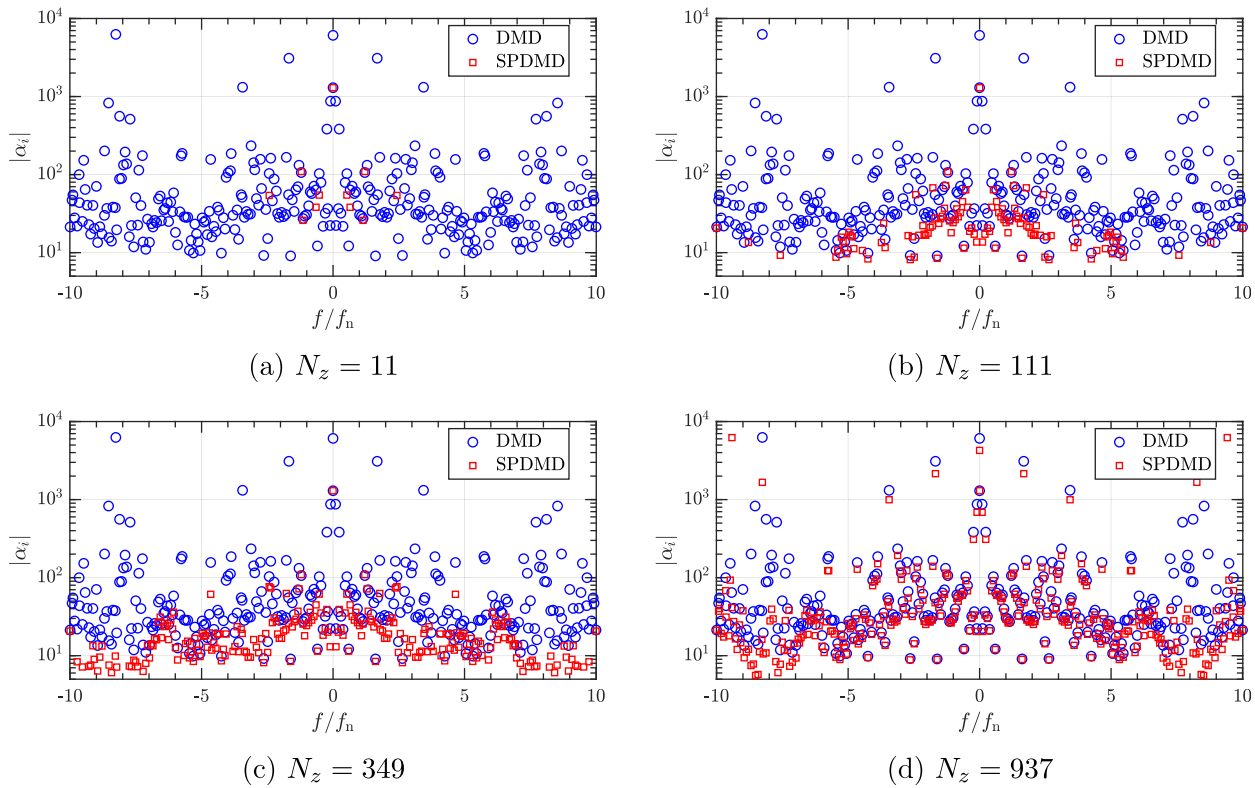 10^4
10^3
10^2
10^1
|α_i|
DMD
SPDMD
-10 -5 0 5 10
f/f_n
(a) N_z = 11
10^4
10^3
10^2
10^1
|α_i|
DMD
SPDMD
-10 -5 0 5 10
f/f_n
(b) N_z = 111
10^4
10^3
10^2
10^1
|α_i|
DMD
SPDMD
-10 -5 0 5 10
f/f_n
(c) N_z = 349
10^4
10^3
10^2
10^1
|α_i|
DMD
SPDMD
-10 -5 0 5 10
f/f_n
(d) N_z = 937